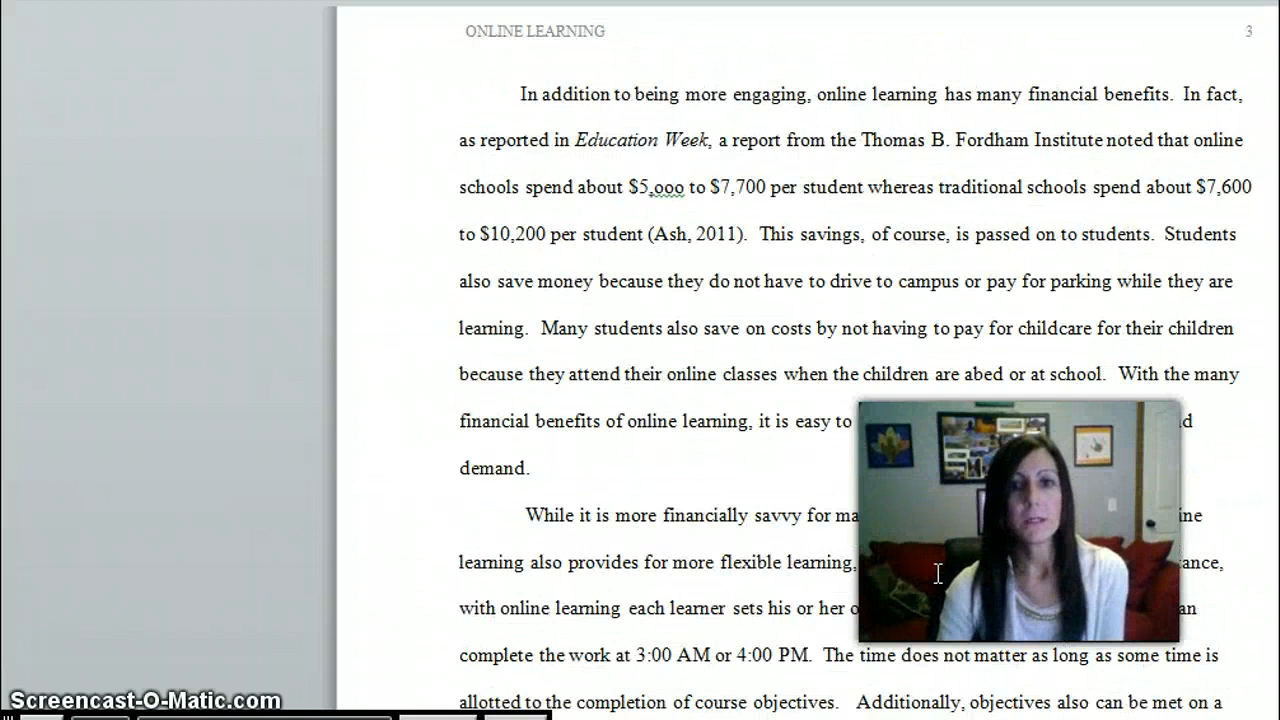 ONLINE LEARNING 3
In addition to being more engaging, online learning has many financial benefits. In fact,
as reported in Education Week, a report from the Thomas B. Fordham Institute noted that online
schools spend about $5,ooo to $7,700 per student whereas traditional schools spend about $7,600
to $10,200 per student (Ash, 2011). This savings, of course, is passed on to students. Students
also save money because they do not have to drive to campus or pay for parking while they are
learning. Many students also save on costs by not having to pay for childcare for their children
because they attend their online classes when the children are abed or at school. With the many
financial benefits of online learning, it is easy to
demand.
While it is more financially savvy for
learning also provides for more flexible learning,
with online learning each learner sets his or her
complete the work at 3:00 AM or 4:00 PM. The time does not matter as long as some time is
allotted to the completion of course objectives. Additionally, objectives also can be met on a
Screencast-O-Matic.com